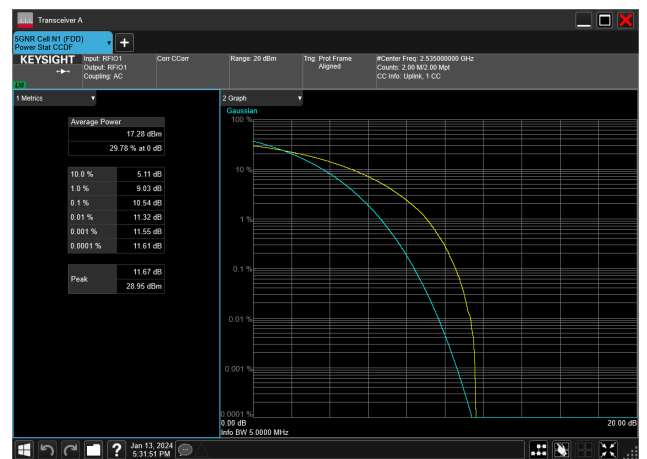 Transceiver A
5GNR Cell N1 (FDD)
Power Stat CCDF
KEYSIGHT
Input: RFIO1
Output: RFIO1
Coupling: AC
Corr CCorr
Range: 20 dBm
Trig: Prot Frame
Aligned
#Center Freq: 2.535000000 GHz
Counts: 2.00 M/2.00 Mpt
CC Info: Uplink, 1 CC
1 Metrics
Average Power
17.28 dBm
29.78 % at 0 dB
10.0 % 5.11 dB
1.0 % 9.03 dB
0.1 % 10.54 dB
0.01 % 11.32 dB
0.001 % 11.55 dB
0.0001 % 11.61 dB
Peak
11.67 dB
28.95 dBm
2 Graph
Gaussian
100 %
10 %
1 %
0.1 %
0.01 %
0.001 %
0.0001 %
0.00 dB 20.00 dB
Info BW 5.0000 MHz
Jan 13, 2024
5:31:51 PM